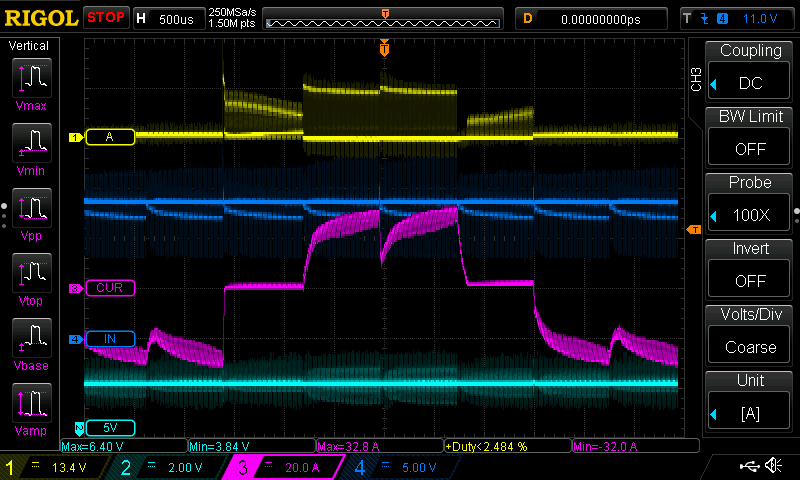 RIGOL STOP H 500us 250MSa/s 1.50M pts T D 0.00000000ps T 4 11.0 V
Vertical
Vmax
Vmin
Vpp
Vtop
Vbase
Vamp
1 A
3 CUR
4 IN
2 5V
T
T
CH3
Coupling
DC
BW Limit
OFF
Probe
100X
Invert
OFF
Volts/Div
Coarse
Unit
[A]
Max=6.40 V Min=3.84 V Max=32.8 A +Duty<2.484 % Min=-32.0 A
1 13.4 V 2 2.00 V 3 20.0 A 4 5.00 V